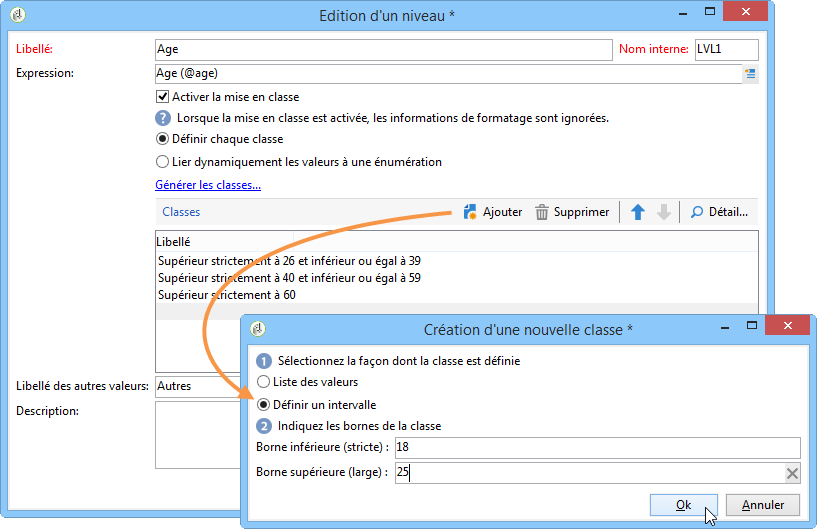 Edition d'un niveau *
Libellé: Age Nom interne: LVL1
Expression: Age (@age)
Activer la mise en classe
? Lorsque la mise en classe est activée, les informations de formatage sont ignorées.
Définir chaque classe
Lier dynamiquement les valeurs à une énumération
Générer les classes...
Classes Ajouter Supprimer Détail...
Libellé
Supérieur strictement à 26 et inférieur ou égal à 39
Supérieur strictement à 40 et inférieur ou égal à 59
Supérieur strictement à 60
Libellé des autres valeurs: Autres
Description:
Création d'une nouvelle classe *
1 Sélectionnez la façon dont la classe est définie
Liste des valeurs
Définir un intervalle
2 Indiquez les bornes de la classe
Borne inférieure (stricte) : 18
Borne supérieure (large) : 25
Ok Annuler